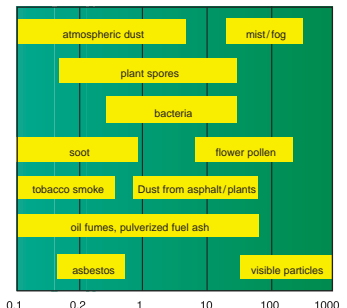 atmospheric dust mist/fog
plant spores
bacteria
soot flower pollen
tobacco smoke Dust from asphalt/plants
oil fumes, pulverized fuel ash
asbestos visible particles
0.1 0.2 1 10 100 1000